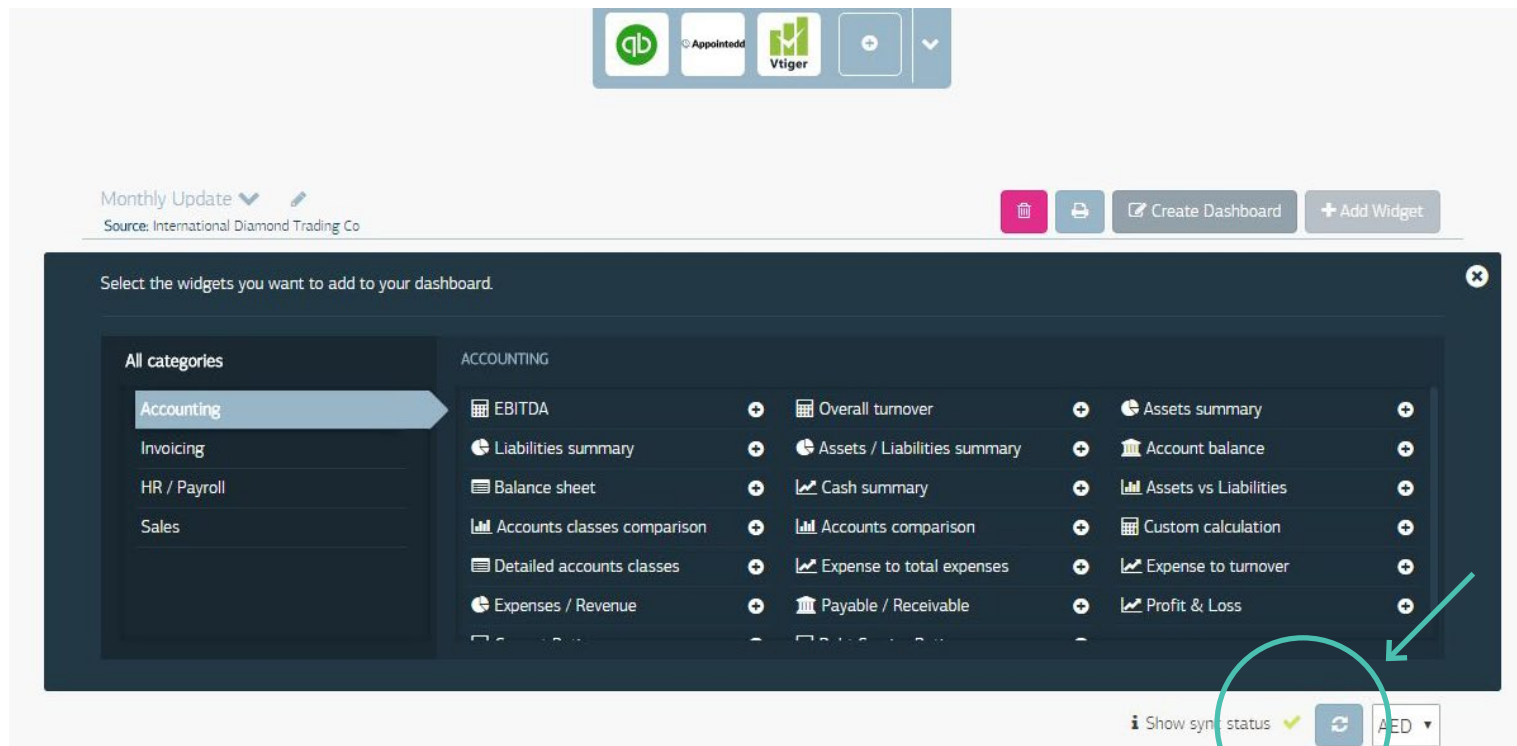 qb Appointedd Vtiger
Monthly Update
Source: International Diamond Trading Co
Create Dashboard Add Widget
Select the widgets you want to add to your dashboard.
All categories
Accounting
Invoicing
HR / Payroll
Sales
ACCOUNTING
EBITDA Overall turnover Assets summary
Liabilities summary Assets / Liabilities summary Account balance
Balance sheet Cash summary Assets vs Liabilities
Accounts classes comparison Accounts comparison Custom calculation
Detailed accounts classes Expense to total expenses Expense to turnover
Expenses / Revenue Payable / Receivable Profit & Loss
Show sync status AED